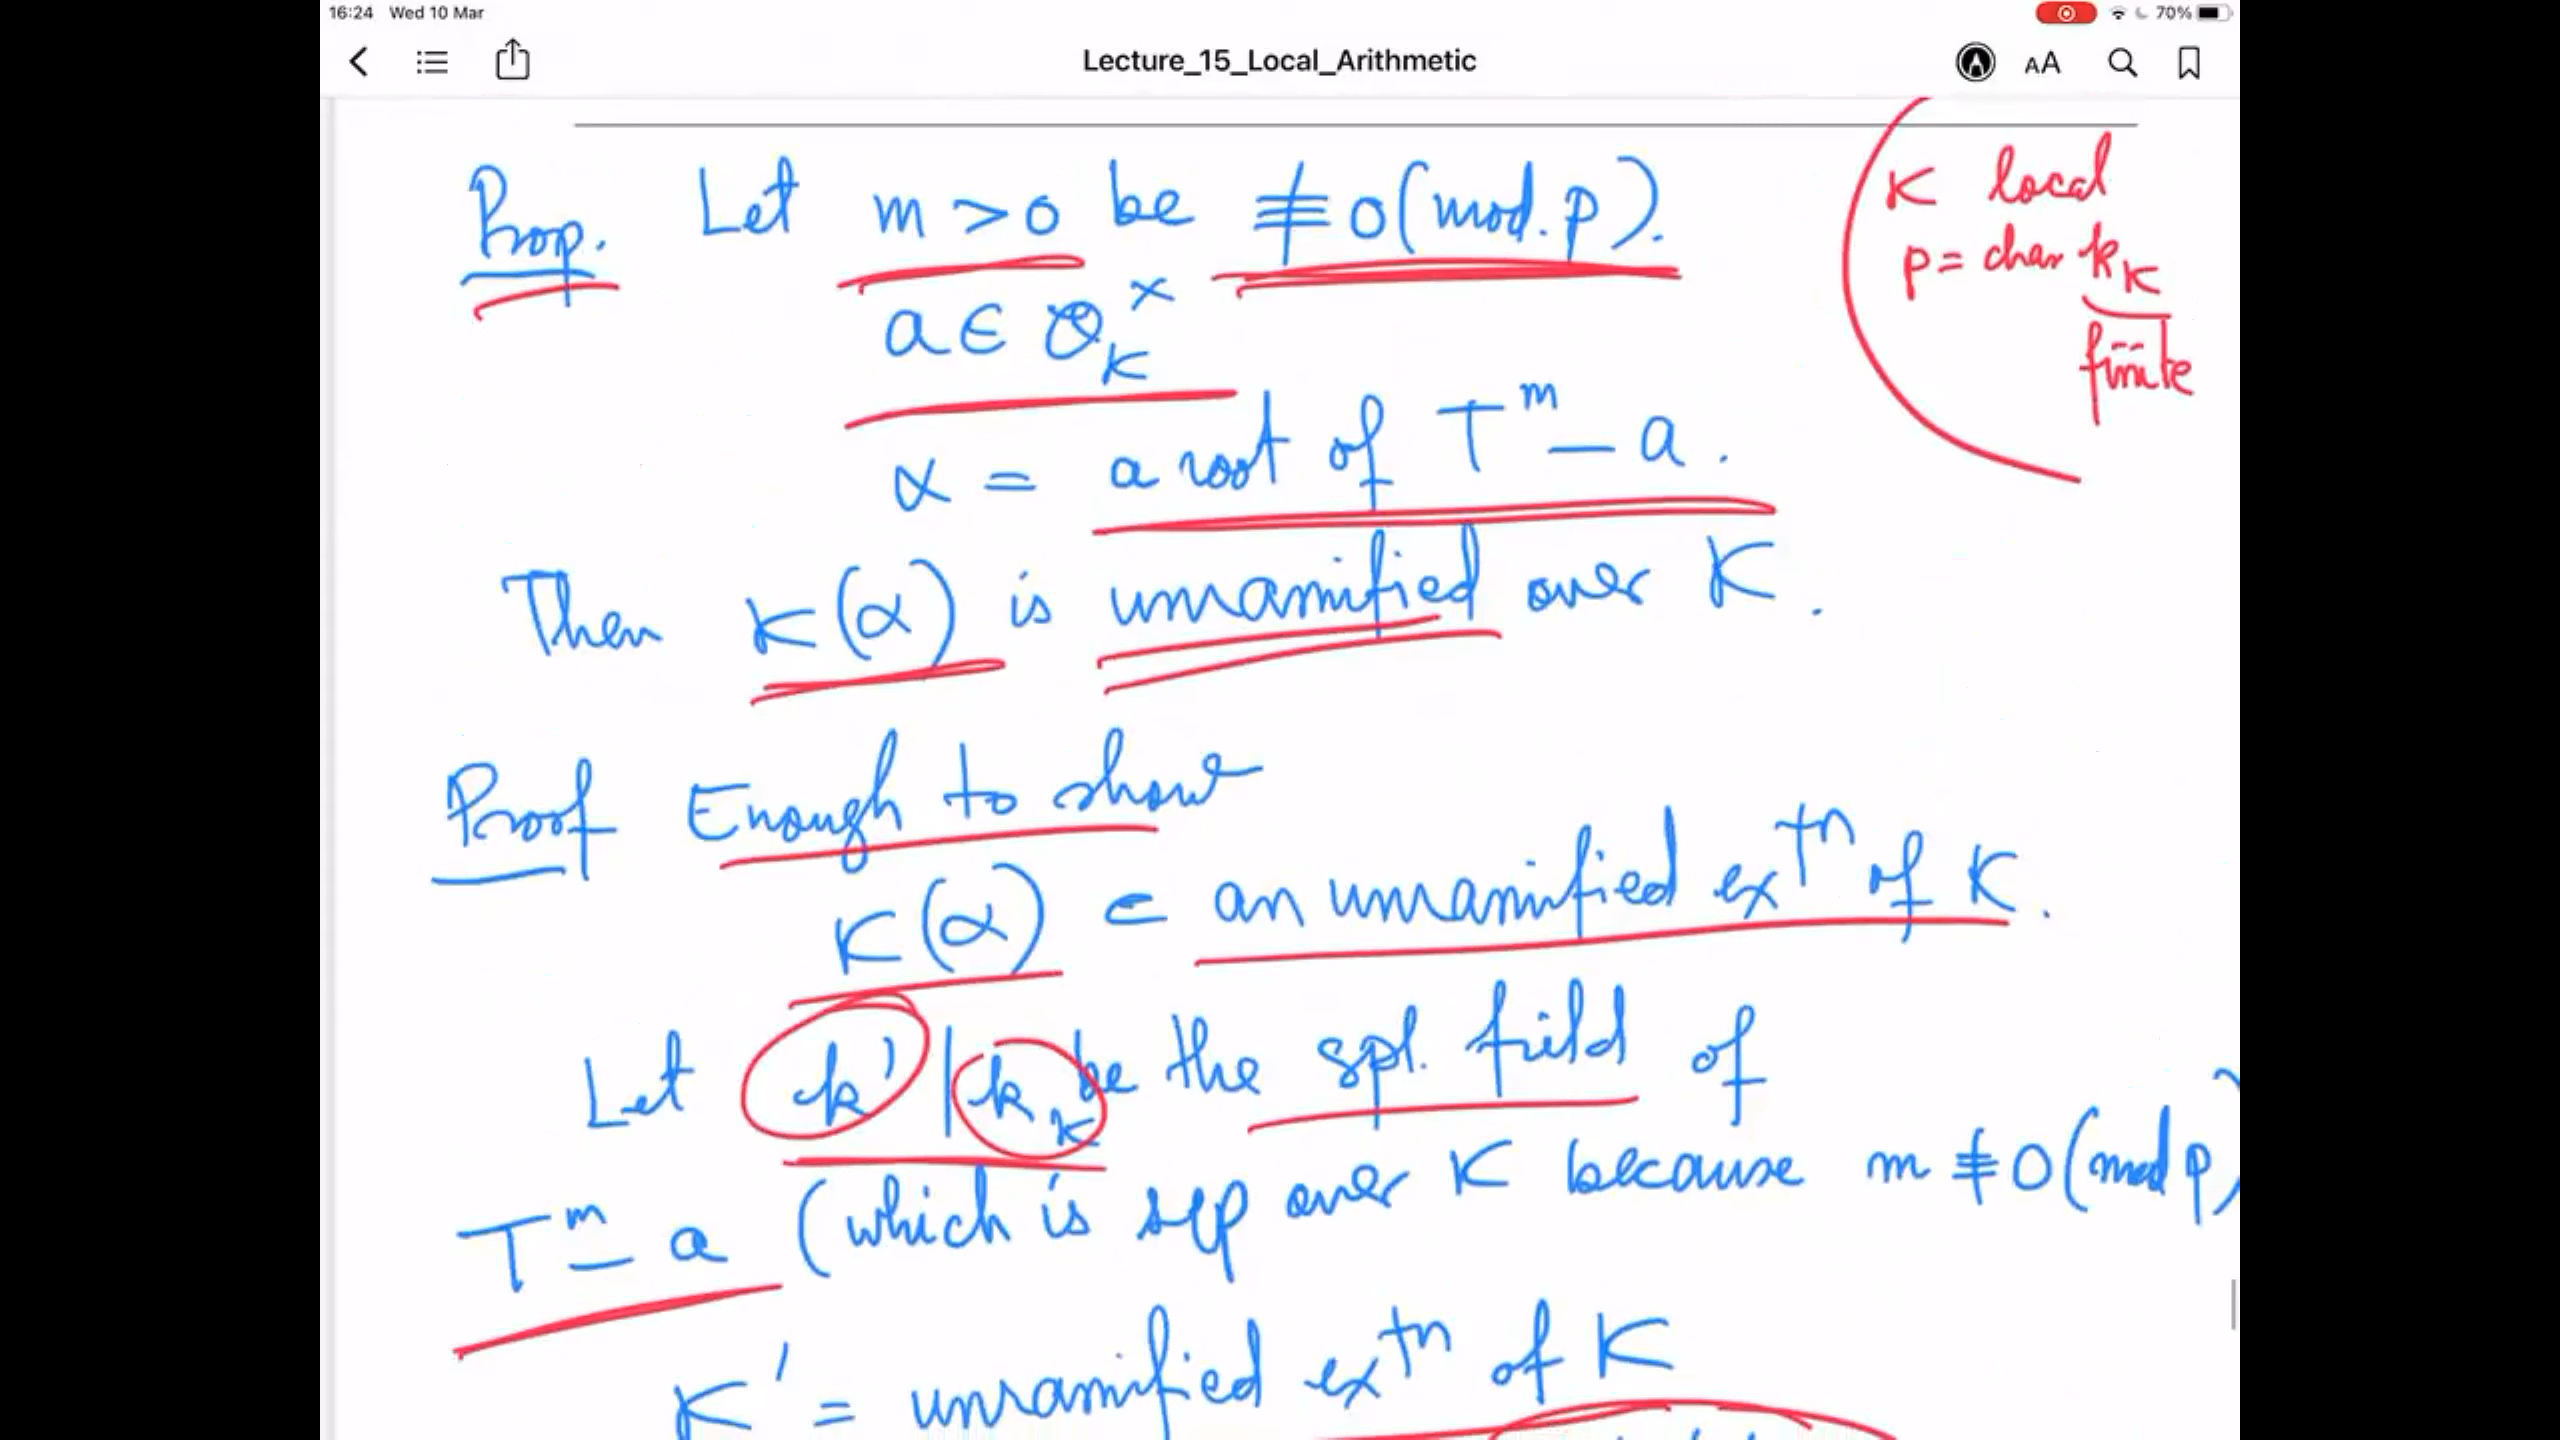 16:24 Wed 10 Mar
70%
Lecture_15_Local_Arithmetic
AA
Prop. Let m > 0 be ≢ 0 (mod. p).
K local
p = char k_K
finite
a ∈ O_K^×
α = a root of T^m − a.
Then K(α) is unramified over K.
Proof Enough to show
K(α) ⊂ an unramified ext^n of K.
Let k' | k_K be the spl. field of
T^m − a (which is sep over K because m ≢ 0 (mod p)
K' = unramified ext^n of K